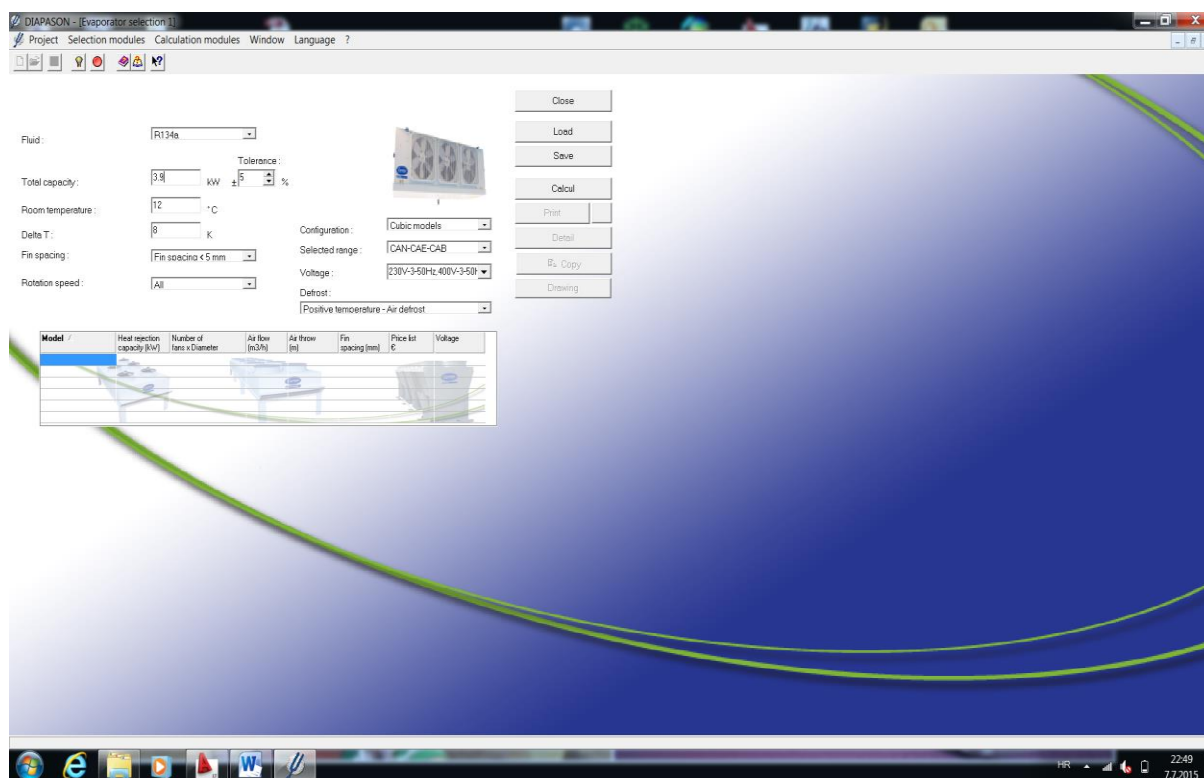 DIAPASON - [Evaporator selection 1]
Project Selection modules Calculation modules Window Language ?
Close
Fluid : R134a
Load
Save
Tolerance :
Total capacity : 3.9 kW ± 5 %
Calcul
Room temperature : 12 °C
Print
Delta T : 8 K
Configuration : Cubic models
Detail
Fin spacing : Fin spacing < 5 mm
Selected range : CAN-CAE-CAB
Copy
Voltage : 230V-3-50Hz,400V-3-50H
Rotation speed : All
Drawing
Defrost :
Positive temperature - Air defrost
Model Heat rejection Number of Air flow Air throw Fin Price list Voltage
capacity (kW) fans x Diameter (m3/h) (m) spacing (mm) €
HR
22:49
7.7.2015